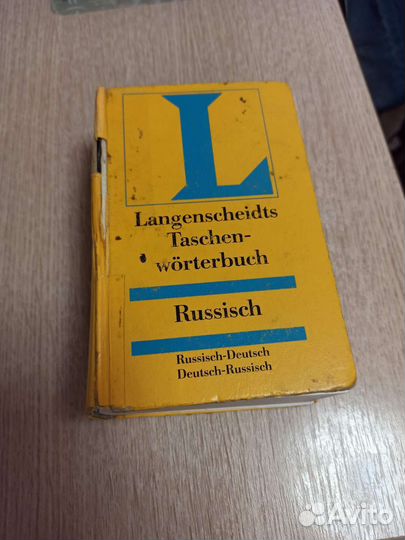 L
Langenscheidts
Taschen-
wörterbuch
Russisch
Russisch-Deutsch
Deutsch-Russisch
Avito